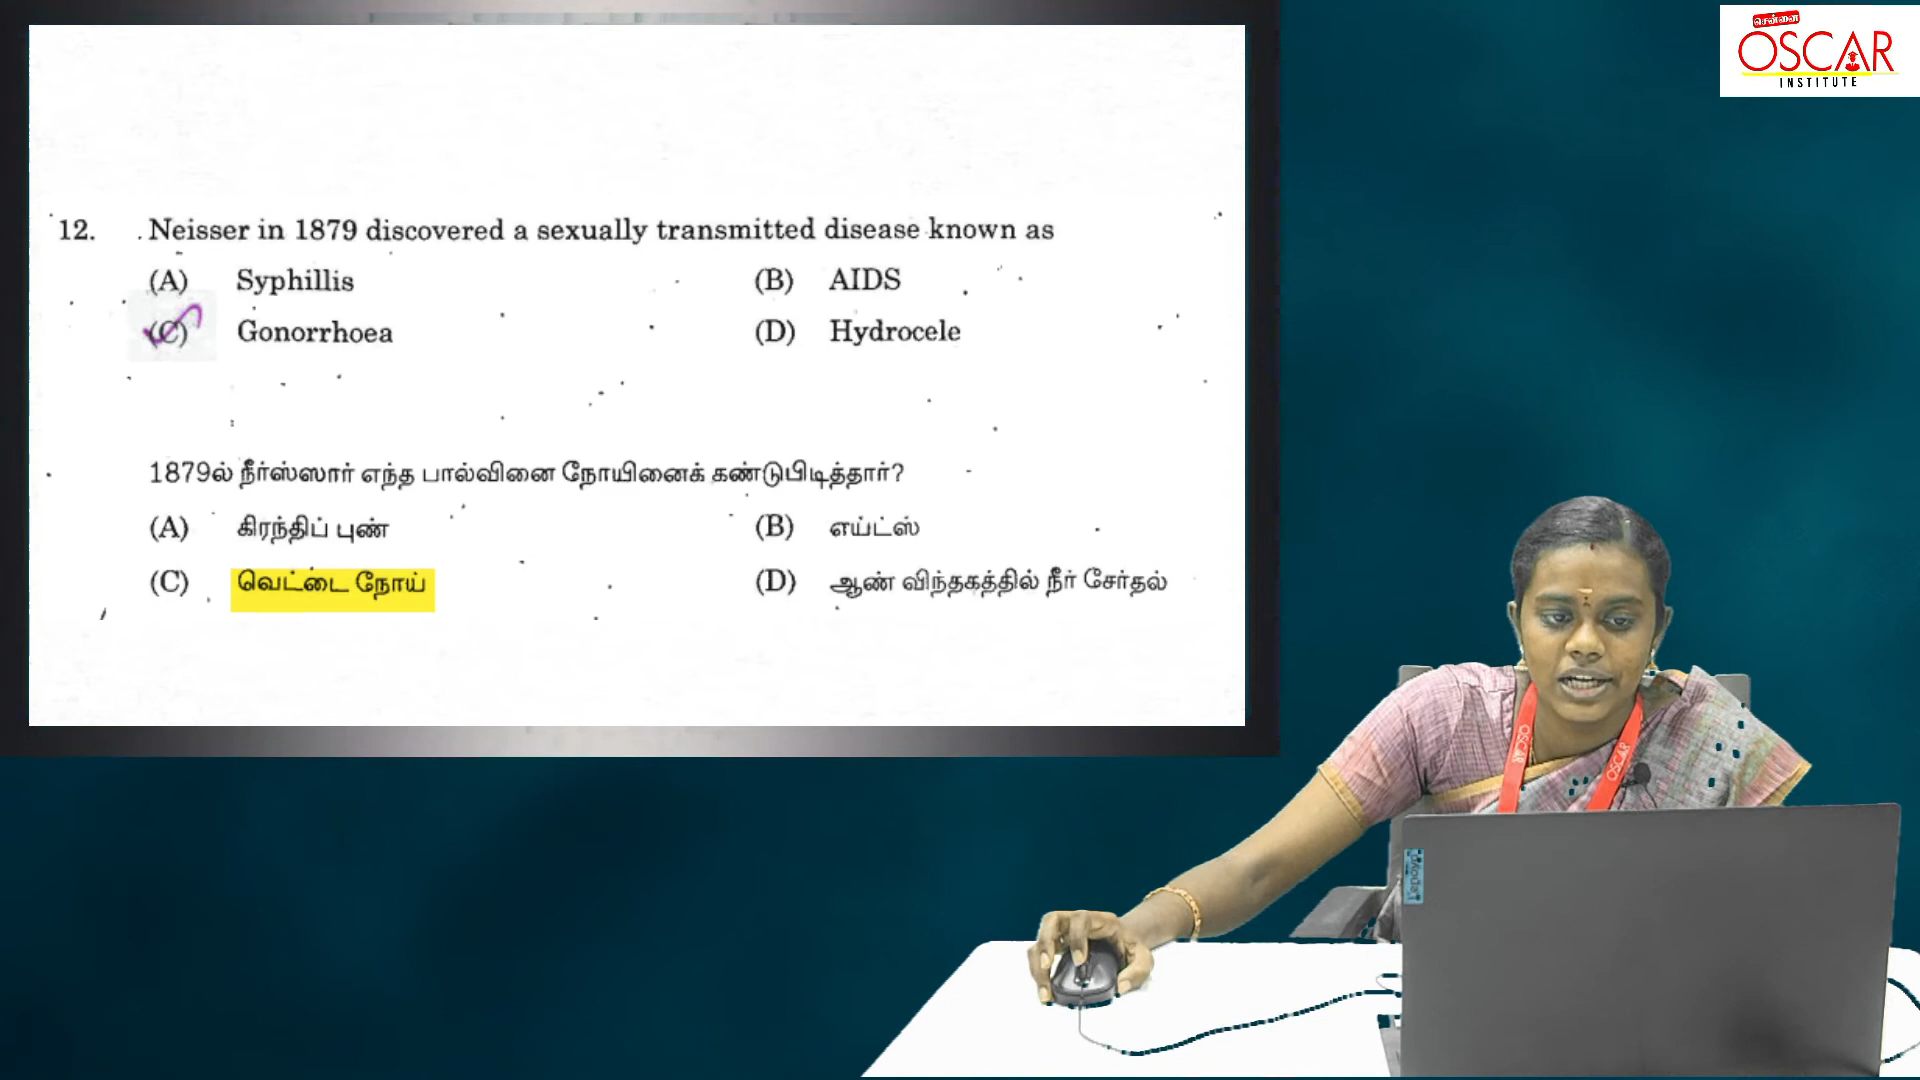 சென்னை
OSCAR
INSTITUTE
12. Neisser in 1879 discovered a sexually transmitted disease known as
(A) Syphillis (B) AIDS
(C) Gonorrhoea (D) Hydrocele
1879ல் நீர்ஸ்ஸார் எந்த பால்வினை நோயினைக் கண்டுபிடித்தார்?
(A) கிரந்திப் புண் (B) எய்ட்ஸ்
(C) வெட்டை நோய் (D) ஆண் விந்தகத்தில் நீர் சேர்தல்
OSCAR
OSCAR